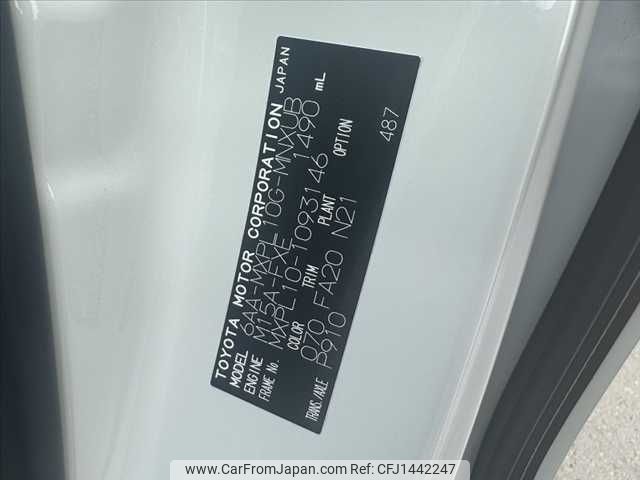 TOYOTA MOTOR CORPORATION JAPAN
MODEL 6AA-MXPL10G-MNXUB
ENGINE M15A-FXE 1490 mL
FRAME No. MXPL10-1093146
COLOR TRIM PLANT OPTION
070 FA20 N21 487
TRANS./AXLE P910
www.CarFromJapan.com Ref No.: CFJ1442247